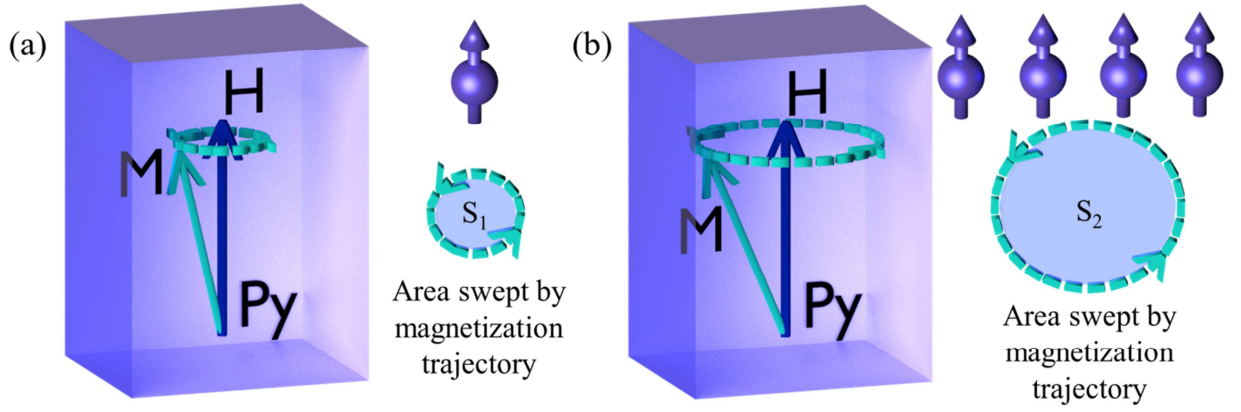 (a)
H
M
Py
S1
Area swept by
magnetization
trajectory
(b)
H
M
Py
S2
Area swept by
magnetization
trajectory